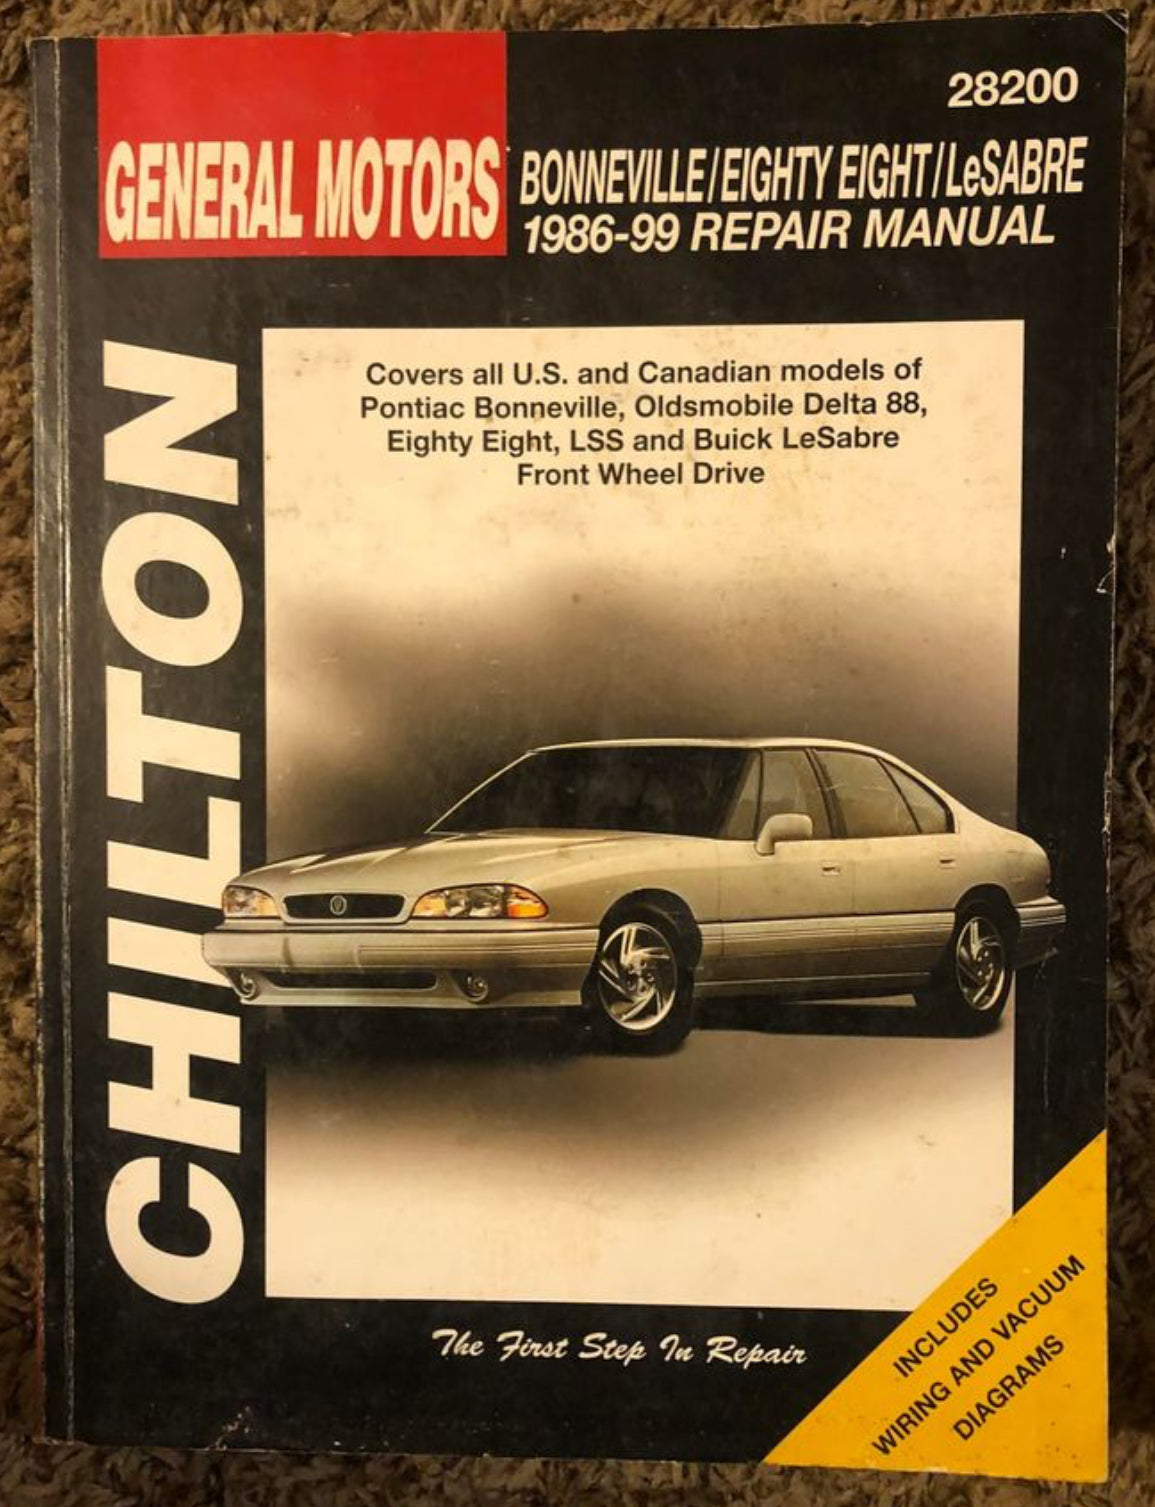 28200
GENERAL MOTORS
BONNEVILLE/EIGHTY EIGHT/LeSABRE
1986-99 REPAIR MANUAL
Covers all U.S. and Canadian models of
Pontiac Bonneville, Oldsmobile Delta 88,
Eighty Eight, LSS and Buick LeSabre
Front Wheel Drive
CHILTON
The First Step In Repair
INCLUDES
WIRING AND VACUUM
DIAGRAMS